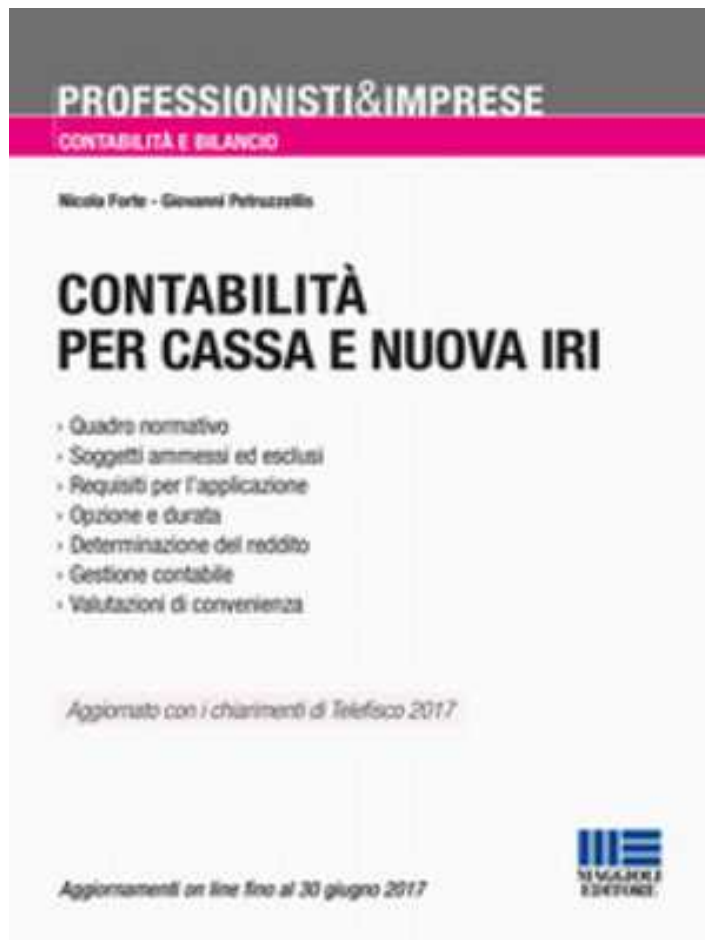 PROFESSIONISTI&IMPRESE
CONTABILITÀ E BILANCIO
Nicola Forte - Giovanni Petruzzellis
CONTABILITÀ
PER CASSA E NUOVA IRI
› Quadro normativo
› Soggetti ammessi ed esclusi
› Requisiti per l'applicazione
› Opzione e durata
› Determinazione del reddito
› Gestione contabile
› Valutazioni di convenienza
Aggiornato con i chiarimenti di Telefisco 2017
MAGGIOLI
EDITORE
Aggiornamenti on line fino al 30 giugno 2017